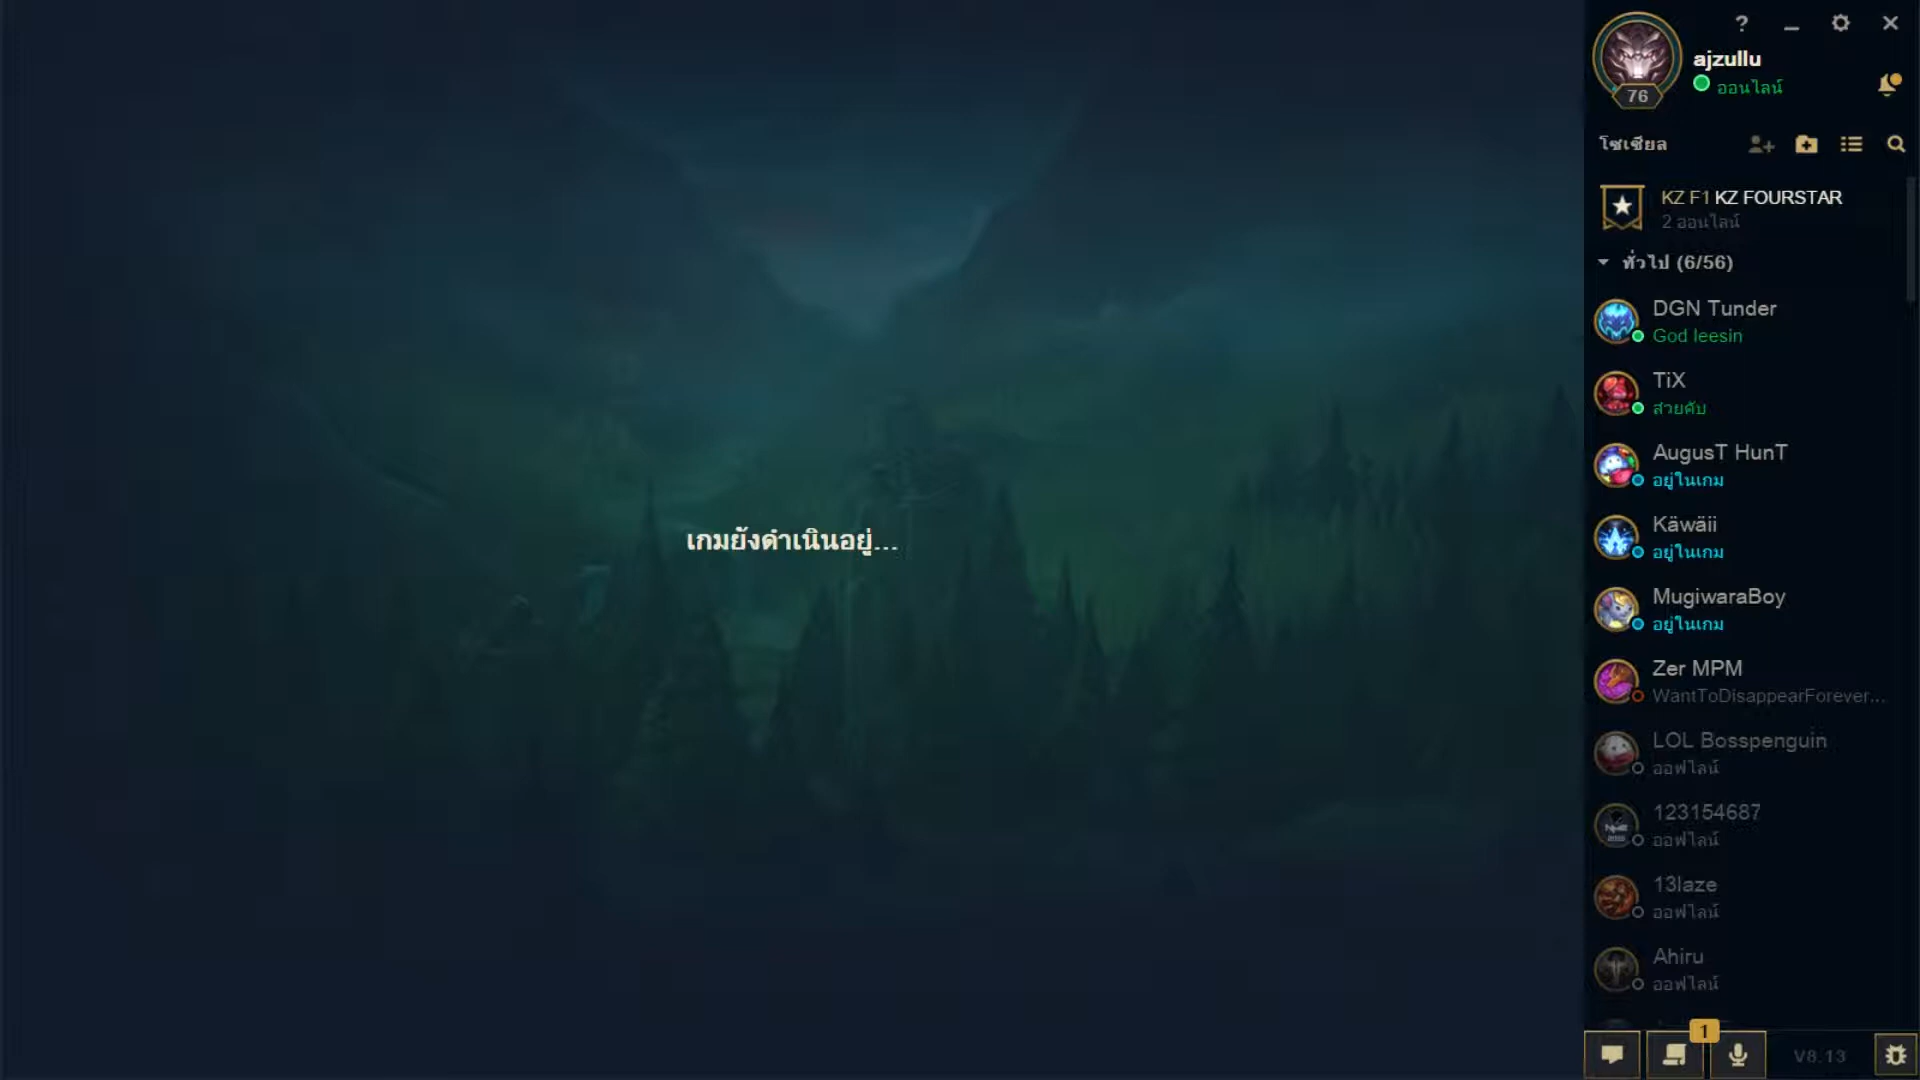 ?
ajzullu
ออนไลน์
76
โซเชียล
KZ F1 KZ FOURSTAR
2 ออนไลน์
ทั่วไป (6/56)
DGN Tunder
God leesin
TiX
สวยคับ
AugusT HunT
อยู่ในเกม
Käwäii
อยู่ในเกม
เกมยังดำเนินอยู่...
MugiwaraBoy
อยู่ในเกม
Zer MPM
WantToDisappearForever...
LOL Bosspenguin
ออฟไลน์
123154687
ออฟไลน์
13laze
ออฟไลน์
Ahiru
ออฟไลน์
1
V8.13